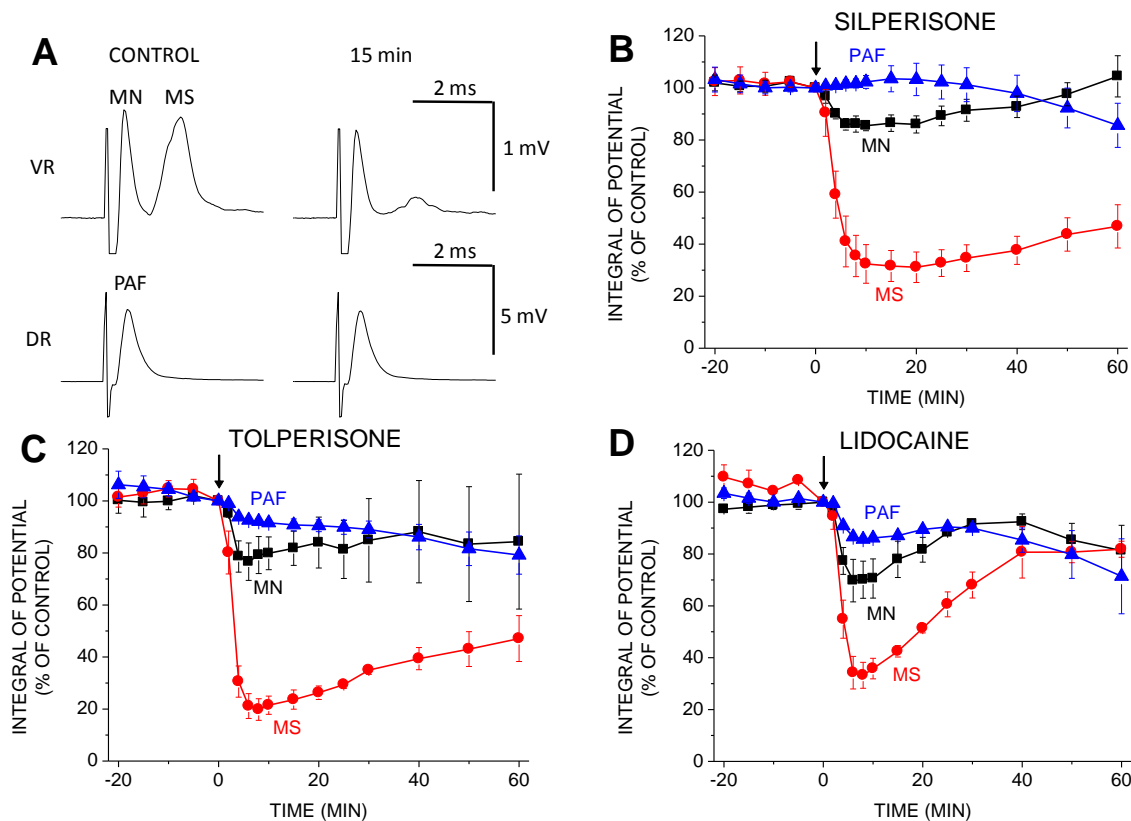 A
CONTROL
15 min
MN
MS
2 ms
1 mV
VR
PAF
2 ms
5 mV
DR
B
SILPERISONE
INTEGRAL OF POTENTIAL
(% OF CONTROL)
120
100
80
60
40
20
0
PAF
MN
MS
-20
0
20
40
60
TIME (MIN)
C
TOLPERISONE
INTEGRAL OF POTENTIAL
(% OF CONTROL)
120
100
80
60
40
20
0
PAF
MN
MS
-20
0
20
40
60
TIME (MIN)
D
LIDOCAINE
INTEGRAL OF POTENTIAL
(% OF CONTROL)
120
100
80
60
40
20
0
PAF
MN
MS
-20
0
20
40
60
TIME (MIN)